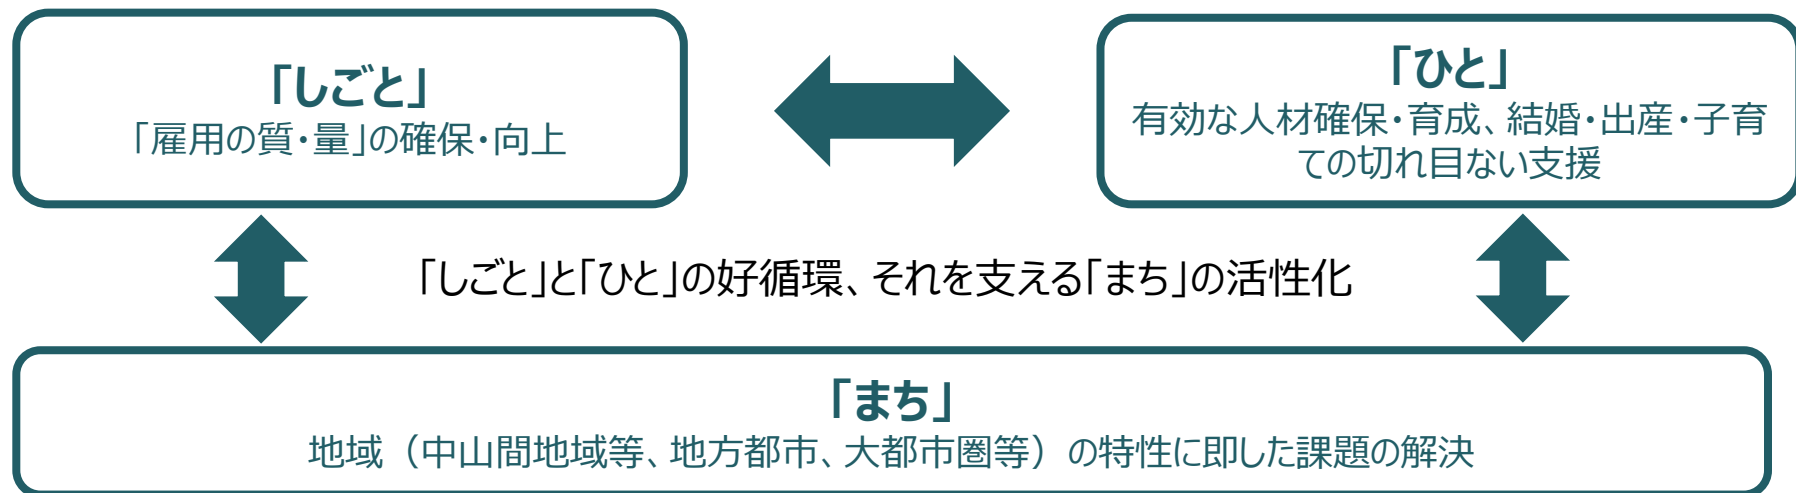 「しごと」
「雇用の質・量」の確保・向上
「ひと」
有効な人材確保・育成、結婚・出産・子育
ての切れ目ない支援
「しごと」と「ひと」の好循環、それを支える「まち」の活性化
「まち」
地域（中山間地域等、地方都市、大都市圏等）の特性に即した課題の解決